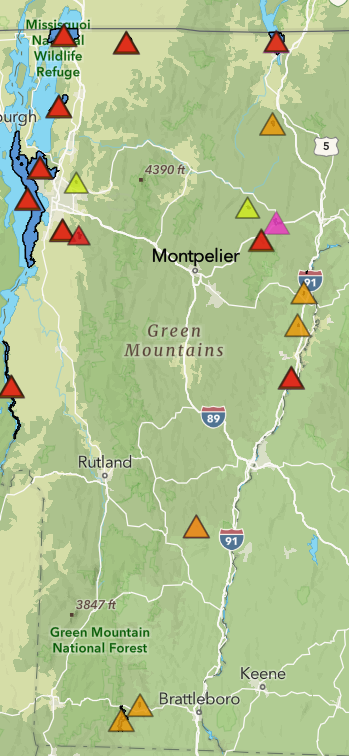 Missisquoi
National
Wildlife
Refuge
burgh
5
4390 ft
Montpelier
91
Green
Mountains
89
Rutland
91
3847 ft
Green Mountain
National Forest
Keene
Brattleboro